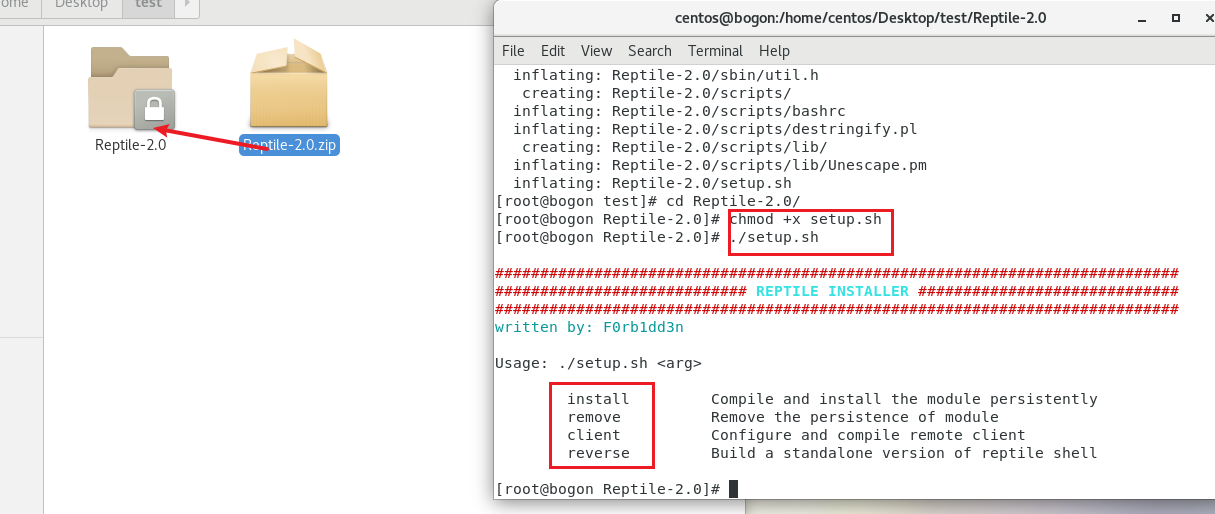 ome
Desktop
test
Reptile-2.0
Reptile-2.0.zip
centos@bogon:/home/centos/Desktop/test/Reptile-2.0
File Edit View Search Terminal Help
  inflating: Reptile-2.0/sbin/util.h
   creating: Reptile-2.0/scripts/
  inflating: Reptile-2.0/scripts/bashrc
  inflating: Reptile-2.0/scripts/destringify.pl
   creating: Reptile-2.0/scripts/lib/
  inflating: Reptile-2.0/scripts/lib/Unescape.pm
  inflating: Reptile-2.0/setup.sh
[root@bogon test]# cd Reptile-2.0/
[root@bogon Reptile-2.0]# chmod +x setup.sh
[root@bogon Reptile-2.0]# ./setup.sh
############################################################################
############################ REPTILE INSTALLER #############################
############################################################################
written by: F0rb1dd3n
Usage: ./setup.sh <arg>
        install         Compile and install the module persistently
        remove          Remove the persistence of module
        client          Configure and compile remote client
        reverse         Build a standalone version of reptile shell
[root@bogon Reptile-2.0]#